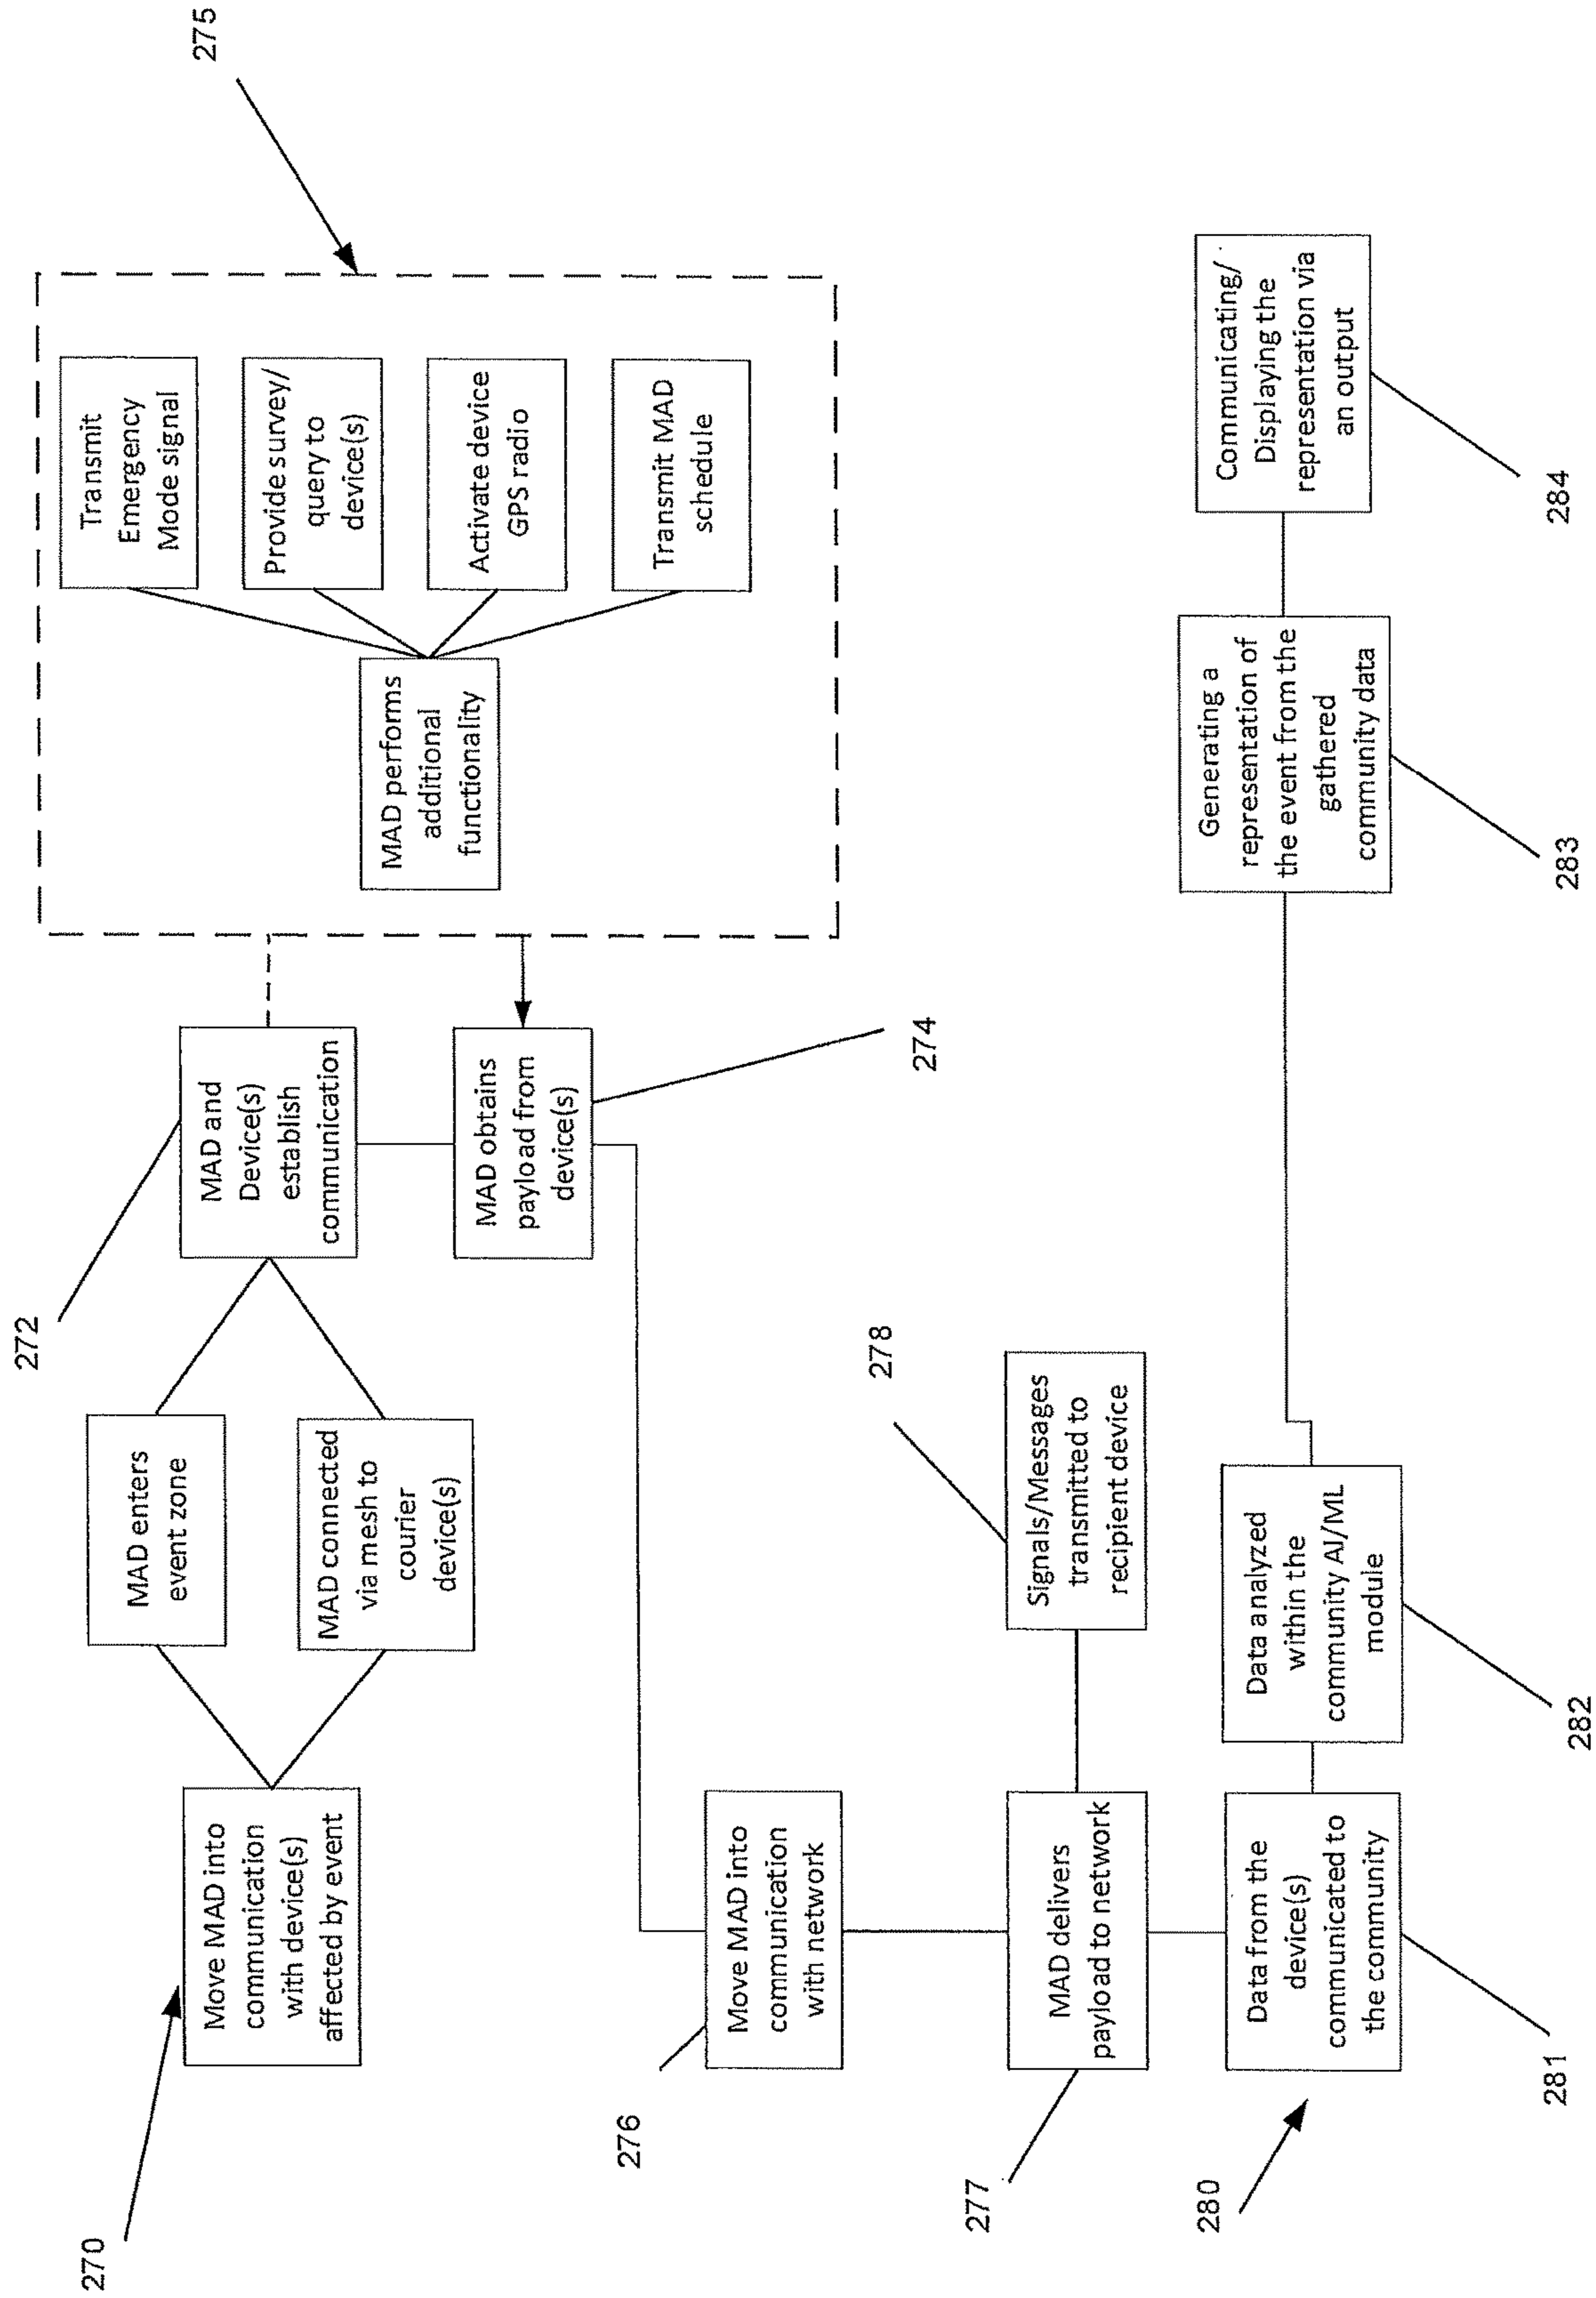 270
Move MAD into
communication
with device(s)
affected by event
MAD enters
event zone
MAD connected
via mesh to
courier
device(s)
272
MAD and
Device(s)
establish
communication
MAD obtains
payload from
device(s)
274
275
MAD performs
additional
functionality
Transmit
Emergency
Mode signal
Provide survey/
query to
device(s)
Activate device
GPS radio
Transmit MAD
schedule
276
Move MAD into
communication
with network
277
MAD delivers
payload to network
278
Signals/Messages
transmitted to
recipient device
280
Data from the
device(s)
communicated to
the community
281
Data analyzed
within the
community AI/ML
module
282
Generating a
representation of
the event from the
gathered
community data
283
Communicating/
Displaying the
representation via
an output
284